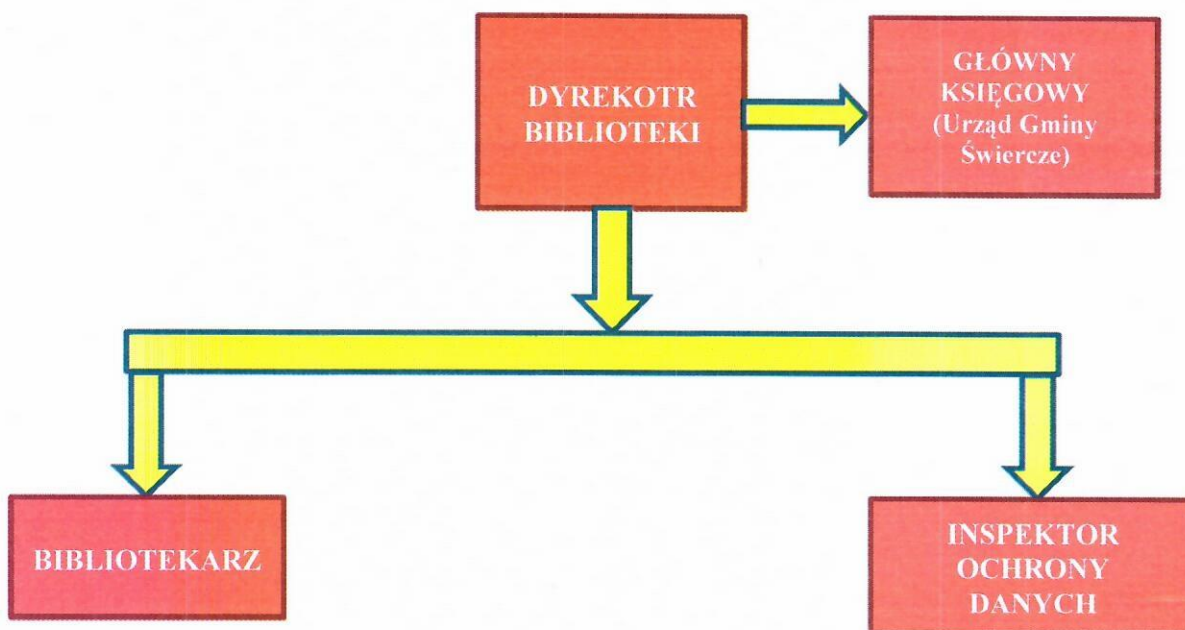 DYREKOTR
BIBLIOTEKI
GŁÓWNY
KSIĘGOWY
(Urząd Gminy
Świercze)
BIBLIOTEKARZ
INSPEKTOR
OCHRONY
DANYCH